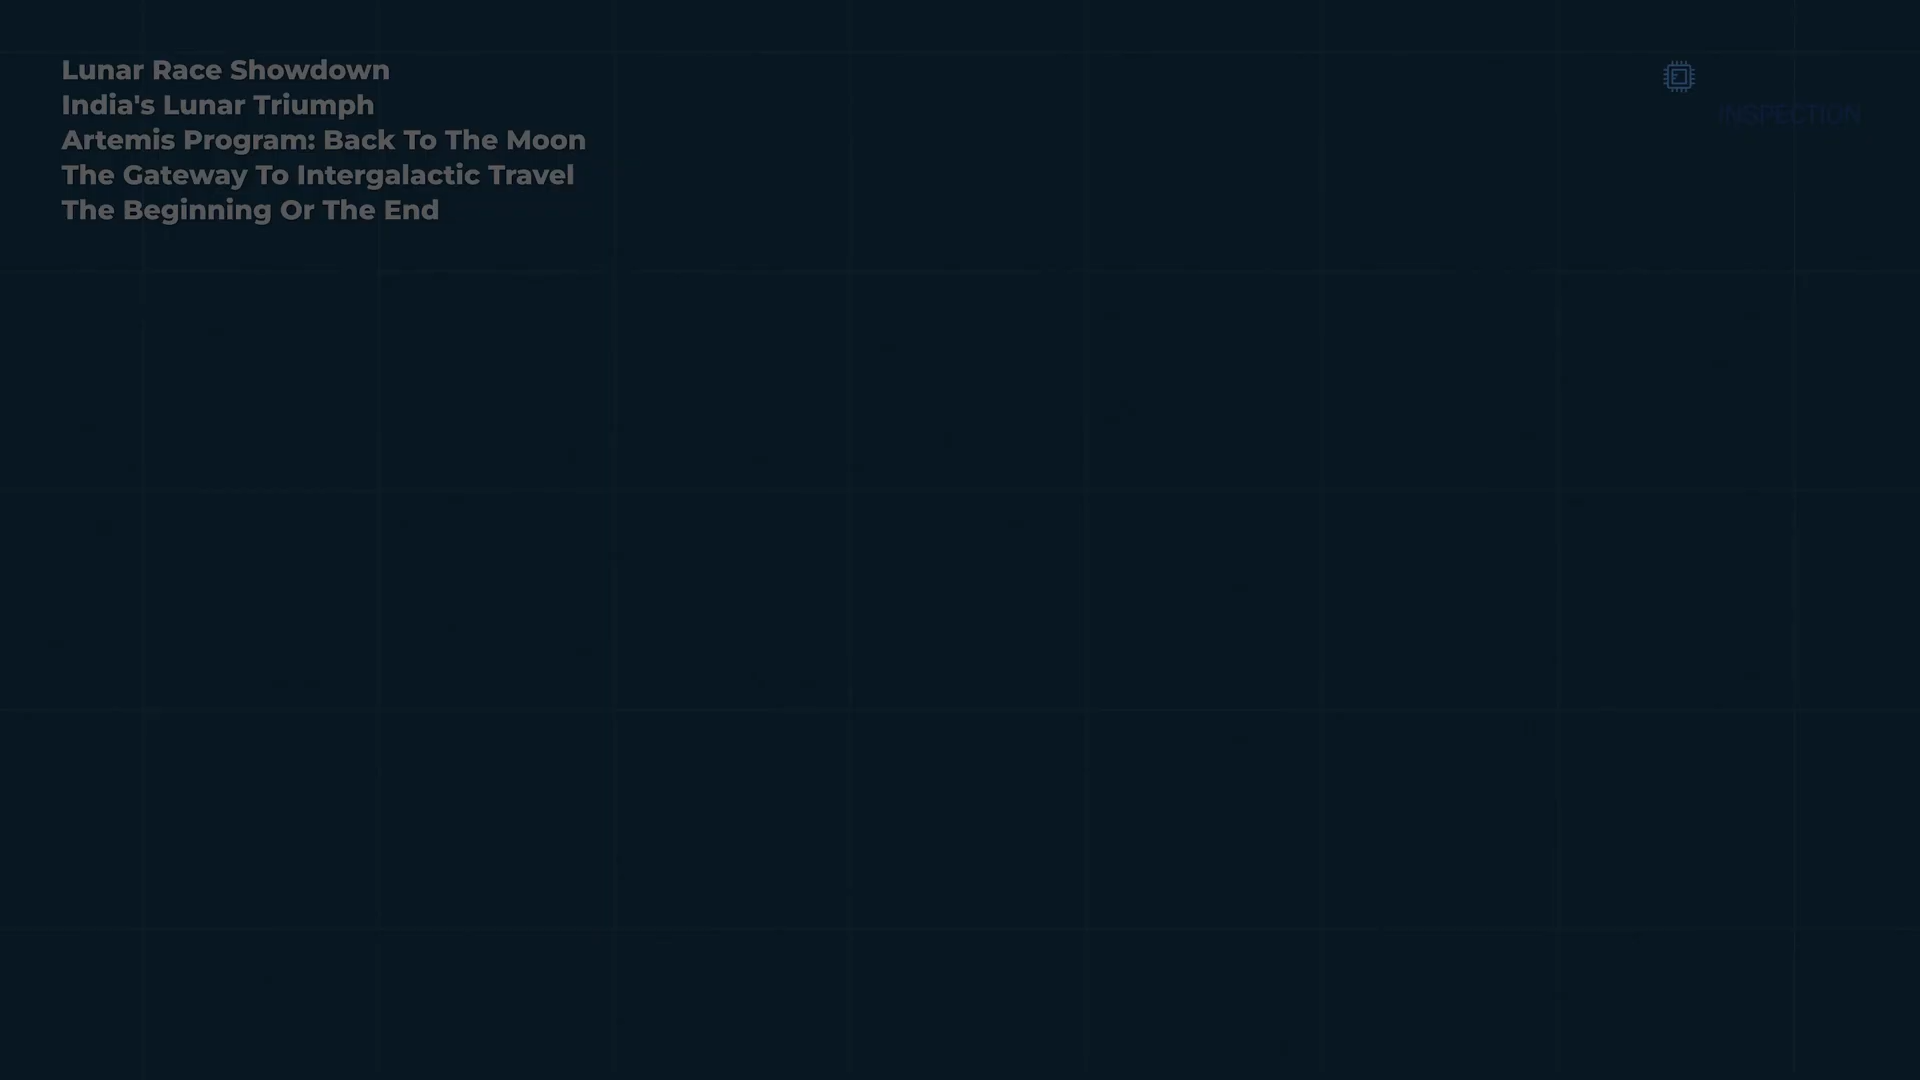 Lunar Race Showdown
India's Lunar Triumph
Artemis Program: Back To The Moon
The Gateway To Intergalactic Travel
The Beginning Or The End
INSPECTION